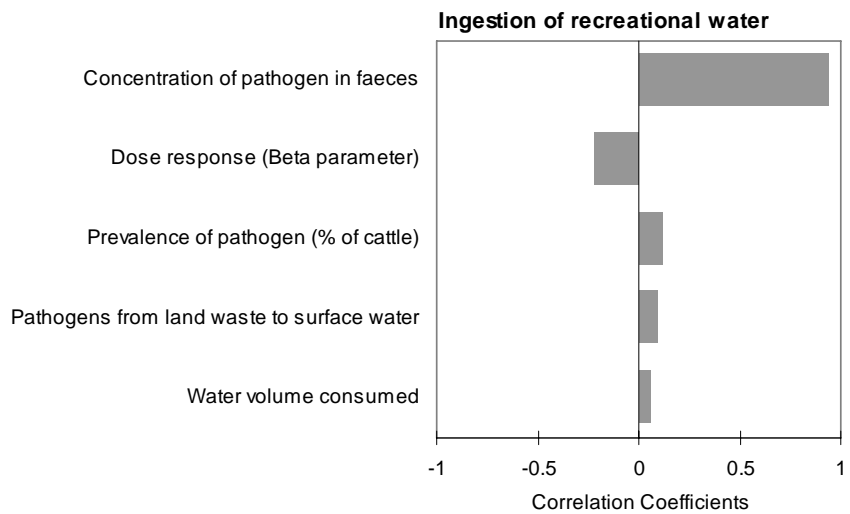 Ingestion of recreational water
Concentration of pathogen in faeces
Dose response (Beta parameter)
Prevalence of pathogen (% of cattle)
Pathogens from land waste to surface water
Water volume consumed
-1 -0.5 0 0.5 1
Correlation Coefficients